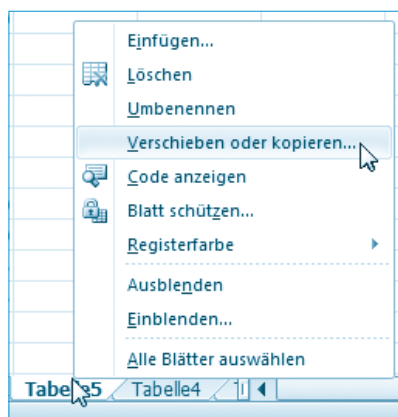 Einfügen...
Löschen
Umbenennen
Verschieben oder kopieren...
Code anzeigen
Blatt schützen...
Registerfarbe
Ausblenden
Einblenden...
Alle Blätter auswählen
Tabelle5 Tabelle4